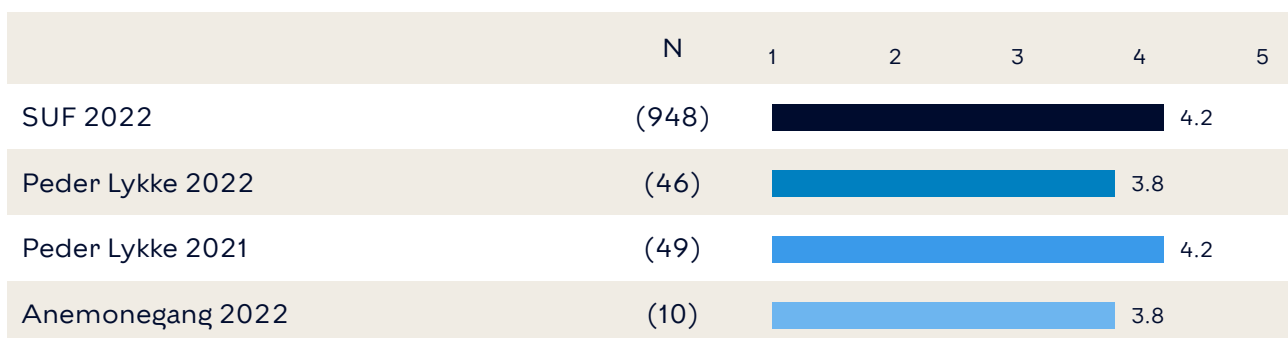 N 1 2 3 4 5
SUF 2022 (948) 4.2
Peder Lykke 2022 (46) 3.8
Peder Lykke 2021 (49) 4.2
Anemonegang 2022 (10) 3.8